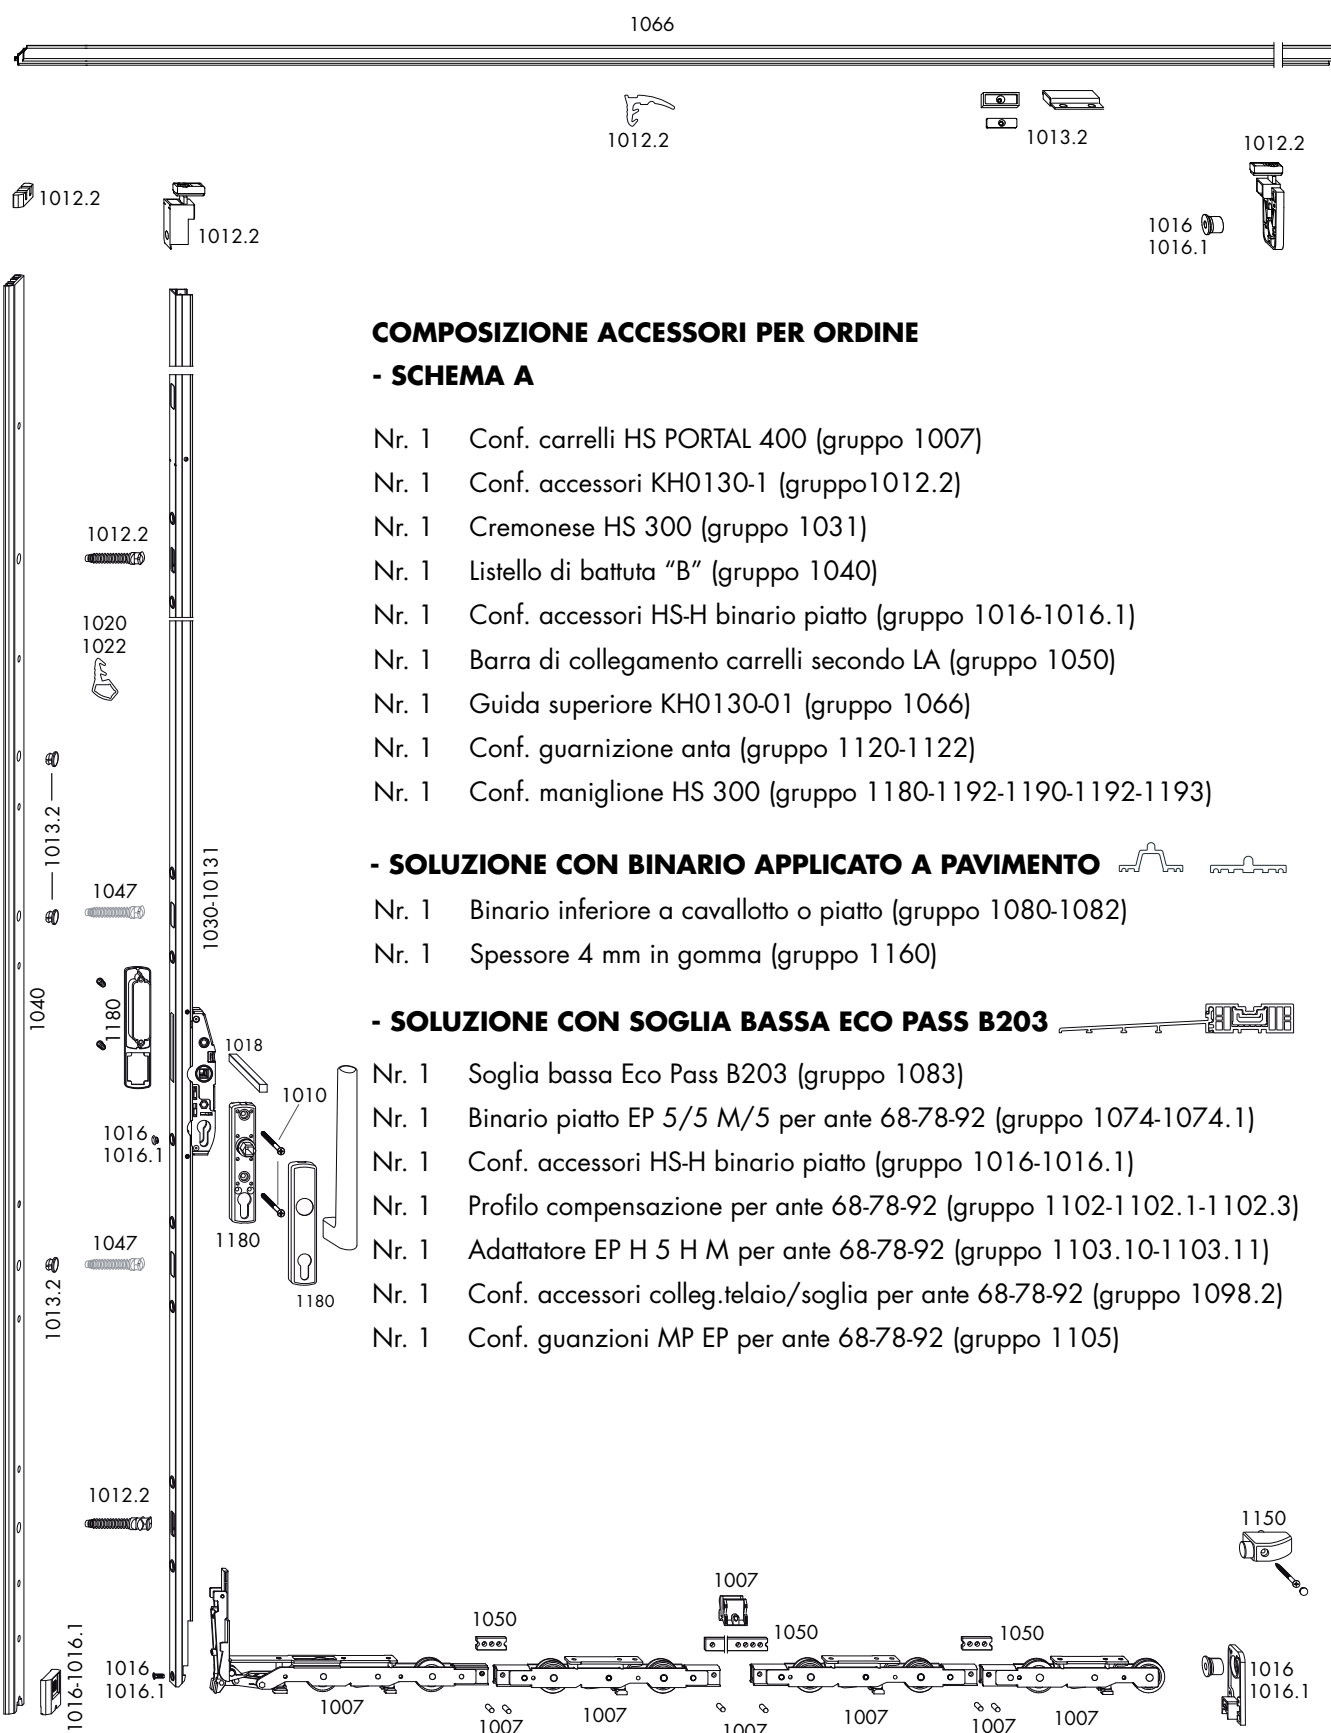 1066
1012.2
1013.2
1012.2
1012.2
1012.2
1016
1016.1
COMPOSIZIONE ACCESSORI PER ORDINE
- SCHEMA A
Nr. 1 Conf. carrelli HS PORTAL 400 (gruppo 1007)
Nr. 1 Conf. accessori KH0130-1 (gruppo1012.2)
Nr. 1 Cremonese HS 300 (gruppo 1031)
Nr. 1 Listello di battuta “B” (gruppo 1040)
Nr. 1 Conf. accessori HS-H binario piatto (gruppo 1016-1016.1)
Nr. 1 Barra di collegamento carrelli secondo LA (gruppo 1050)
Nr. 1 Guida superiore KH0130-01 (gruppo 1066)
Nr. 1 Conf. guarnizione anta (gruppo 1120-1122)
Nr. 1 Conf. maniglione HS 300 (gruppo 1180-1192-1190-1192-1193)
- SOLUZIONE CON BINARIO APPLICATO A PAVIMENTO
Nr. 1 Binario inferiore a cavallotto o piatto (gruppo 1080-1082)
Nr. 1 Spessore 4 mm in gomma (gruppo 1160)
- SOLUZIONE CON SOGLIA BASSA ECO PASS B203
Nr. 1 Soglia bassa Eco Pass B203 (gruppo 1083)
Nr. 1 Binario piatto EP 5/5 M/5 per ante 68-78-92 (gruppo 1074-1074.1)
Nr. 1 Conf. accessori HS-H binario piatto (gruppo 1016-1016.1)
Nr. 1 Profilo compensazione per ante 68-78-92 (gruppo 1102-1102.1-1102.3)
Nr. 1 Adattatore EP H 5 H M per ante 68-78-92 (gruppo 1103.10-1103.11)
Nr. 1 Conf. accessori colleg.telaio/soglia per ante 68-78-92 (gruppo 1098.2)
Nr. 1 Conf. guanzioni MP EP per ante 68-78-92 (gruppo 1105)
1012.2
1020
1022
1013.2
1047
1030-10131
1040
1180
1018
1010
1016
1016.1
1180
1180
1047
1013.2
1012.2
1016-1016.1
1016
1016.1
1150
1007
1050
1050
1050
1016
1016.1
1007
1007
1007
1007
1007
1007
1007